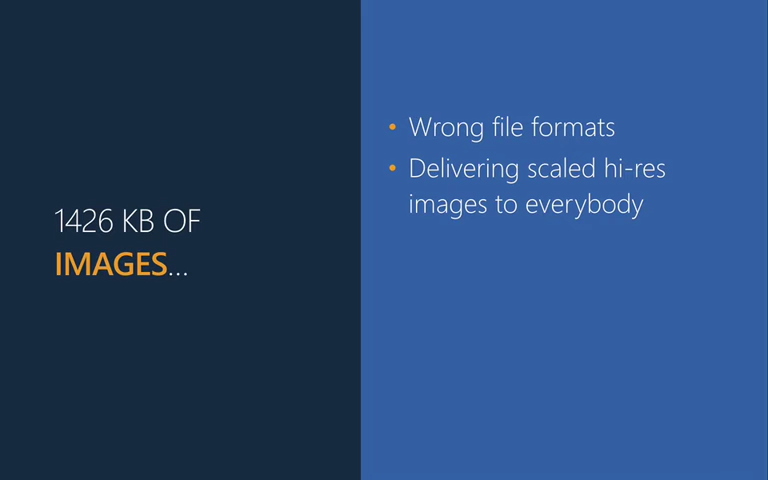 1426 KB OF
IMAGES...
• Wrong file formats
• Delivering scaled hi-res
images to everybody